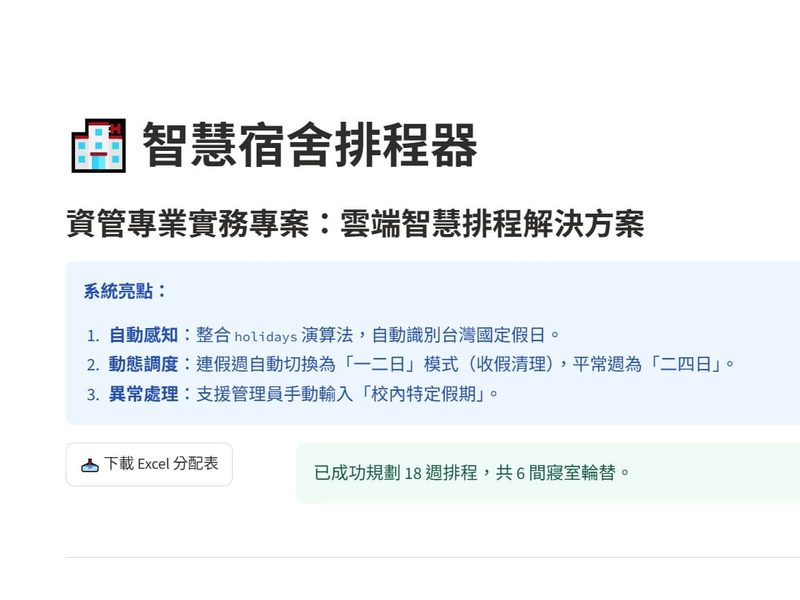 智慧宿舍排程器
資管專業實務專案：雲端智慧排程解決方案
系統亮點：
1. 自動感知：整合 holidays 演算法，自動識別台灣國定假日。
2. 動態調度：連假週自動切換為「一二日」模式（收假清理），平常週為「二四日」。
3. 異常處理：支援管理員手動輸入「校內特定假期」。
下載 Excel 分配表
已成功規劃 18 週排程，共 6 間寢室輪替。